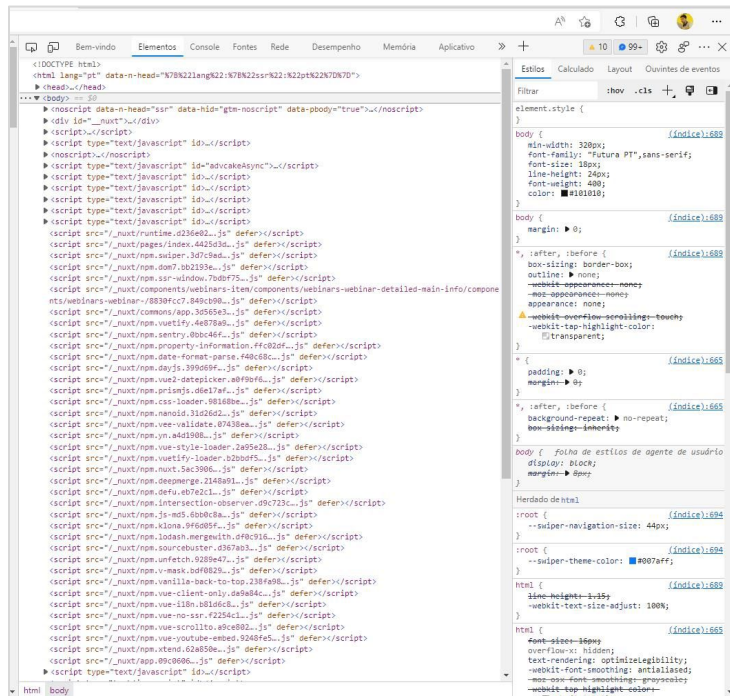 Bem-vindo Elementos Console Fontes Rede Desempenho Memória Aplicativo » 10 99+
<!DOCTYPE html>
<html lang="pt" data-n-head="%7B%22lang%22:%7B%22ssr%22:%22pt%22%7D%7D">
▶ <head>…</head>
··· ▼ <body> == $0
▶ <noscript data-n-head="ssr" data-hid="gtm-noscript" data-pbody="true">…</noscript>
▶ <div id="__nuxt">…</div>
▶ <script>…</script>
▶ <noscript>…</noscript>
▶ <script type="text/javascript" id>…</script>
▶ <script type="text/javascript" id="advcakeAsync">…</script>
▶ <script type="text/javascript" id>…</script>
▶ <script type="text/javascript" id>…</script>
▶ <script type="text/javascript" id>…</script>
▶ <script type="text/javascript" id>…</script>
<script src="/_nuxt/runtime.d236e02….js" defer></script>
<script src="/_nuxt/pages/index.4425d3d….js" defer></script>
<script src="/_nuxt/npm.swiper.3d7c9ad….js" defer></script>
<script src="/_nuxt/npm.dom7.bb2193e….js" defer></script>
<script src="/_nuxt/npm.ssr-window.7bdbf75….js" defer></script>
<script src="/_nuxt/components/webinars-item/components/webinars-webinar-detailed-main-info/compone
nts/webinars-webinar-/8830fcc7.849cb90….js" defer></script>
<script src="/_nuxt/commons/app.3d565e3….js" defer></script>
<script src="/_nuxt/npm.vuetify.4e878a9….js" defer></script>
<script src="/_nuxt/npm.sentry.0bbc46f….js" defer></script>
<script src="/_nuxt/npm.property-information.ffc02df….js" defer></script>
<script src="/_nuxt/npm.date-format-parse.f40c68c….js" defer></script>
<script src="/_nuxt/npm.dayjs.399d69f….js" defer></script>
<script src="/_nuxt/npm.vue2-datepicker.a0f9bf6….js" defer></script>
<script src="/_nuxt/npm.prismjs.d6e17af….js" defer></script>
<script src="/_nuxt/npm.css-loader.98168be….js" defer></script>
<script src="/_nuxt/npm.nanoid.31d26d2….js" defer></script>
<script src="/_nuxt/npm.vee-validate.07438ea….js" defer></script>
<script src="/_nuxt/npm.yn.a4d1908….js" defer></script>
<script src="/_nuxt/npm.vue-style-loader.2a95e28….js" defer></script>
<script src="/_nuxt/npm.vuetify-loader.b2bbdf5….js" defer></script>
<script src="/_nuxt/npm.nuxt.5ac3906….js" defer></script>
<script src="/_nuxt/npm.deepmerge.2148a91….js" defer></script>
<script src="/_nuxt/npm.defu.eb7e2c1….js" defer></script>
<script src="/_nuxt/npm.intersection-observer.d9c723c….js" defer></script>
<script src="/_nuxt/npm.js-md5.6bb0c8a….js" defer></script>
<script src="/_nuxt/npm.klona.9f6d05f….js" defer></script>
<script src="/_nuxt/npm.lodash.mergewith.df0c916….js" defer></script>
<script src="/_nuxt/npm.sourcebuster.d367ab3….js" defer></script>
<script src="/_nuxt/npm.unfetch.9289e47….js" defer></script>
<script src="/_nuxt/npm.v-mask.bdf0829….js" defer></script>
<script src="/_nuxt/npm.vanilla-back-to-top.238fa98….js" defer></script>
<script src="/_nuxt/npm.vue-client-only.da9a84c….js" defer></script>
<script src="/_nuxt/npm.vue-i18n.b81d6c8….js" defer></script>
<script src="/_nuxt/npm.vue-no-ssr.f2254c1….js" defer></script>
<script src="/_nuxt/npm.vue-scrollto.a9ce802….js" defer></script>
<script src="/_nuxt/npm.vue-youtube-embed.9248fe5….js" defer></script>
<script src="/_nuxt/npm.xtend.62a850e….js" defer></script>
<script src="/_nuxt/app.09c0606….js" defer></script>
▶ <script type="text/javascript" id>…</script>
html body
Estilos Calculado Layout Ouvintes de eventos
Filtrar :hov .cls
element.style {
}
body { (índice):689
min-width: 320px;
font-family: "Futura PT",sans-serif;
font-size: 18px;
line-height: 24px;
font-weight: 400;
color: #101010;
}
body { (índice):689
margin: ▶ 0;
}
*, :after, :before { (índice):689
box-sizing: border-box;
outline: ▶ none;
-webkit-appearance: none;
-moz-appearance: none;
appearance: none;
-webkit-overflow-scrolling: touch;
-webkit-tap-highlight-color:
transparent;
}
* { (índice):665
padding: ▶ 0;
margin: ▶ 0;
}
*, :after, :before { (índice):665
background-repeat: ▶ no-repeat;
box-sizing: inherit;
}
body { folha de estilos de agente de usuário
display: block;
margin: ▶ 8px;
}
Herdado de html
:root { (índice):694
--swiper-navigation-size: 44px;
}
:root { (índice):694
--swiper-theme-color: #007aff;
}
html { (índice):689
line-height: 1.15;
-webkit-text-size-adjust: 100%;
}
html { (índice):665
font-size: 16px;
overflow-x: hidden;
text-rendering: optimizeLegibility;
-webkit-font-smoothing: antialiased;
-moz-osx-font-smoothing: grayscale;
-webkit-tap-highlight-color: